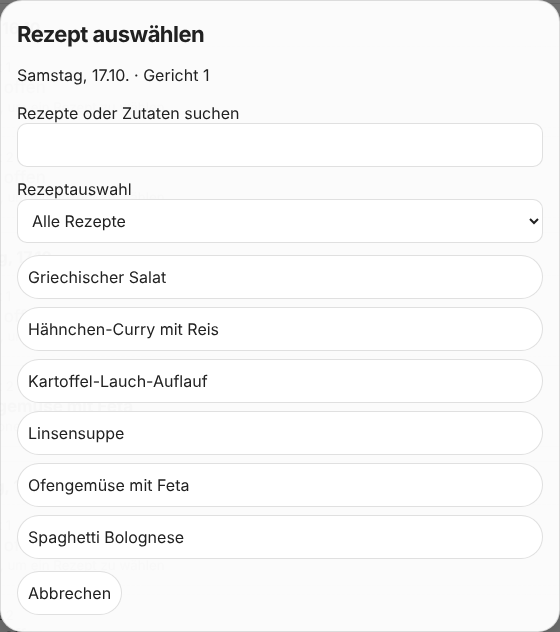 Rezept auswählen
Samstag, 17.10. · Gericht 1
Rezepte oder Zutaten suchen
Rezeptauswahl
Alle Rezepte
Griechischer Salat
Hähnchen-Curry mit Reis
Kartoffel-Lauch-Auflauf
Linsensuppe
Ofengemüse mit Feta
Spaghetti Bolognese
Abbrechen